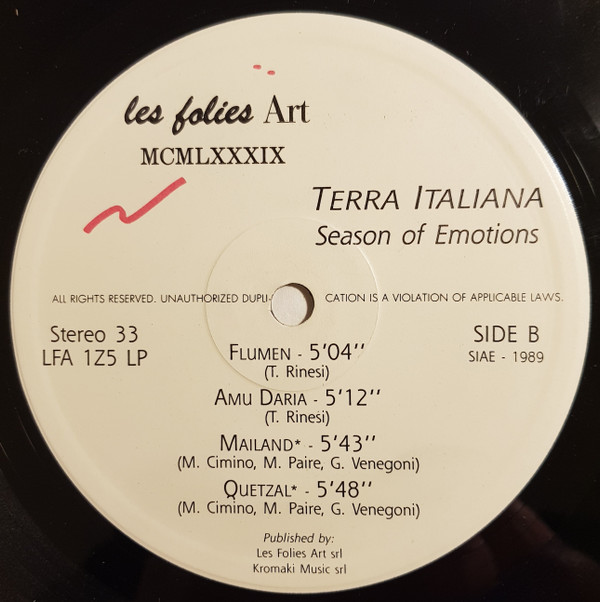 les folies Art
MCMLXXXIX
TERRA ITALIANA
Season of Emotions
ALL RIGHTS RESERVED. UNAUTHORIZED DUPLI- CATION IS A VIOLATION OF APPLICABLE LAWS.
Stereo 33
LFA 1Z5 LP
SIDE B
SIAE - 1989
FLUMEN - 5'04''
(T. Rinesi)
AMU DARIA - 5'12''
(T. Rinesi)
MAILAND* - 5'43''
(M. Cimino, M. Paire, G. Venegoni)
QUETZAL* - 5'48''
(M. Cimino, M. Paire, G. Venegoni)
Published by:
Les Folies Art srl
Kromaki Music srl